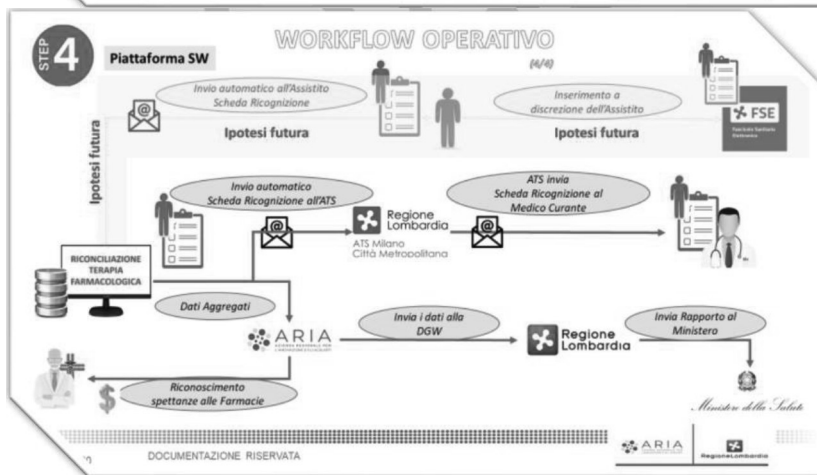 STEP
4
WORKFLOW OPERATIVO
(4/4)
Piattaforma SW
Invio automatico all'Assistito
Scheda Ricognizione
Inserimento a
discrezione dell'Assistito
FSE
Fascicolo Sanitario
Elettronico
Ipotesi futura
Ipotesi futura
Ipotesi futura
Invio automatico
Scheda Ricognizione all'ATS
ATS invia
Scheda Ricognizione al
Medico Curante
Regione
Lombardia
ATS Milano
Città Metropolitana
RICONCILIAZIONE
TERAPIA
FARMACOLOGICA
Dati Aggregati
ARIA
Invia i dati alla
DGW
Regione
Lombardia
Invia Rapporto al
Ministero
Riconoscimento
spettanze alle Farmacie
Ministero della Salute
DOCUMENTAZIONE RISERVATA
ARIA
RegioneLombardia